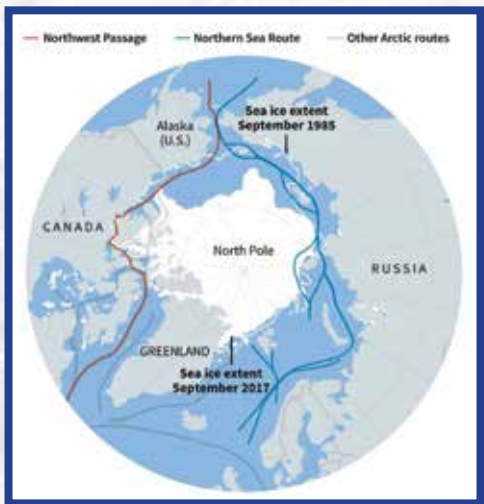 Northwest Passage
Northern Sea Route
Other Arctic routes
Sea ice extent
September 1985
Alaska
(U.S.)
CANADA
North Pole
RUSSIA
GREENLAND
Sea ice extent
September 2017